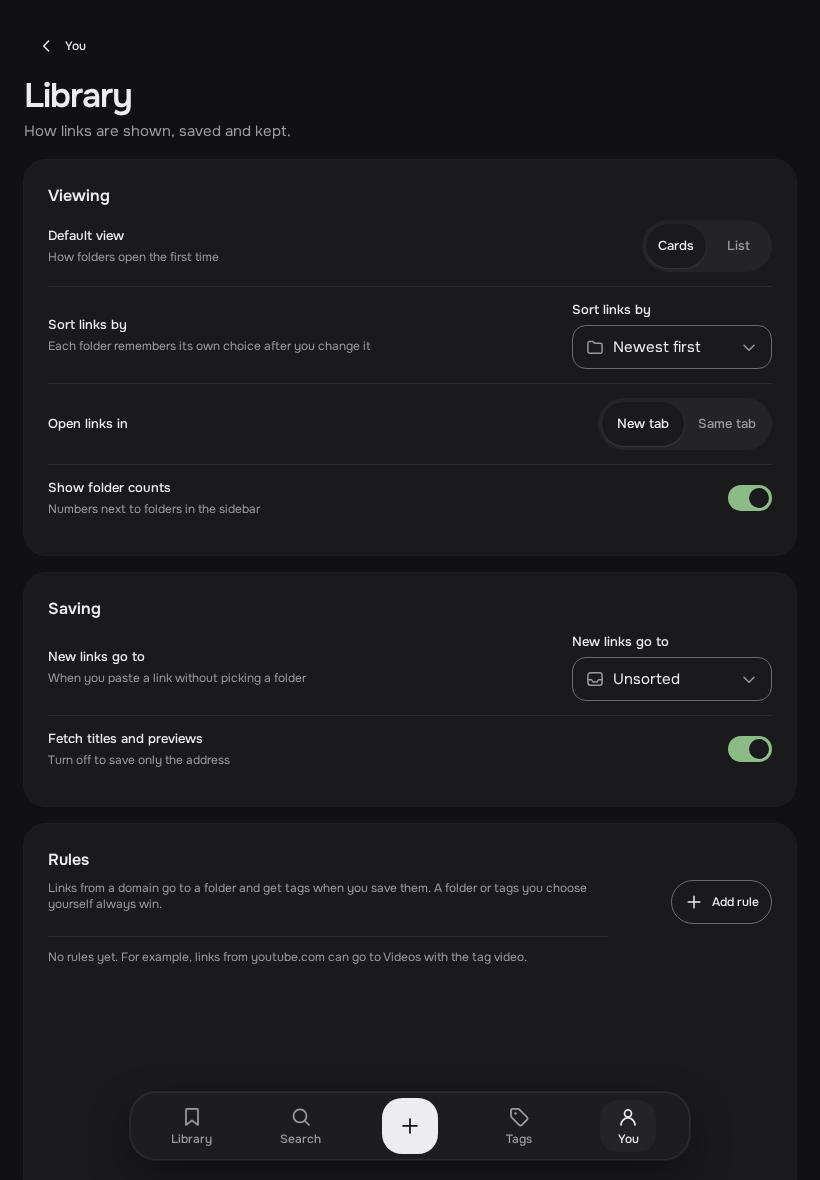 You
Library
How links are shown, saved and kept.
Viewing
Default view
How folders open the first time
Cards
List
Sort links by
Each folder remembers its own choice after you change it
Sort links by
Newest first
Open links in
New tab
Same tab
Show folder counts
Numbers next to folders in the sidebar
Saving
New links go to
When you paste a link without picking a folder
New links go to
Unsorted
Fetch titles and previews
Turn off to save only the address
Rules
Links from a domain go to a folder and get tags when you save them. A folder or tags you choose
yourself always win.
Add rule
No rules yet. For example, links from youtube.com can go to Videos with the tag video.
Library
Search
Tags
You